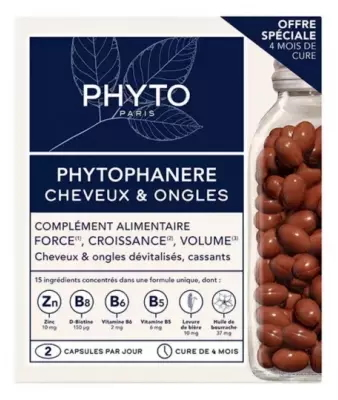 OFFRE
SPÉCIALE
4 MOIS DE
CURE
PHYTO
PARIS
PHYTOPHANERE
CHEVEUX & ONGLES
COMPLÉMENT ALIMENTAIRE
FORCE(1), CROISSANCE(2), VOLUME(3)
Cheveux & ongles dévitalisés, cassants
15 ingrédients concentrés dans une formule unique, dont :
Zn B8 B6 B5
Zinc D-Biotine Vitamine B6 Vitamine B5 Levure de bière Huile de bourrache
10 mg 150 µg 2 mg 6 mg 10 mg 37 mg
2 CAPSULES PAR JOUR CURE DE 4 MOIS